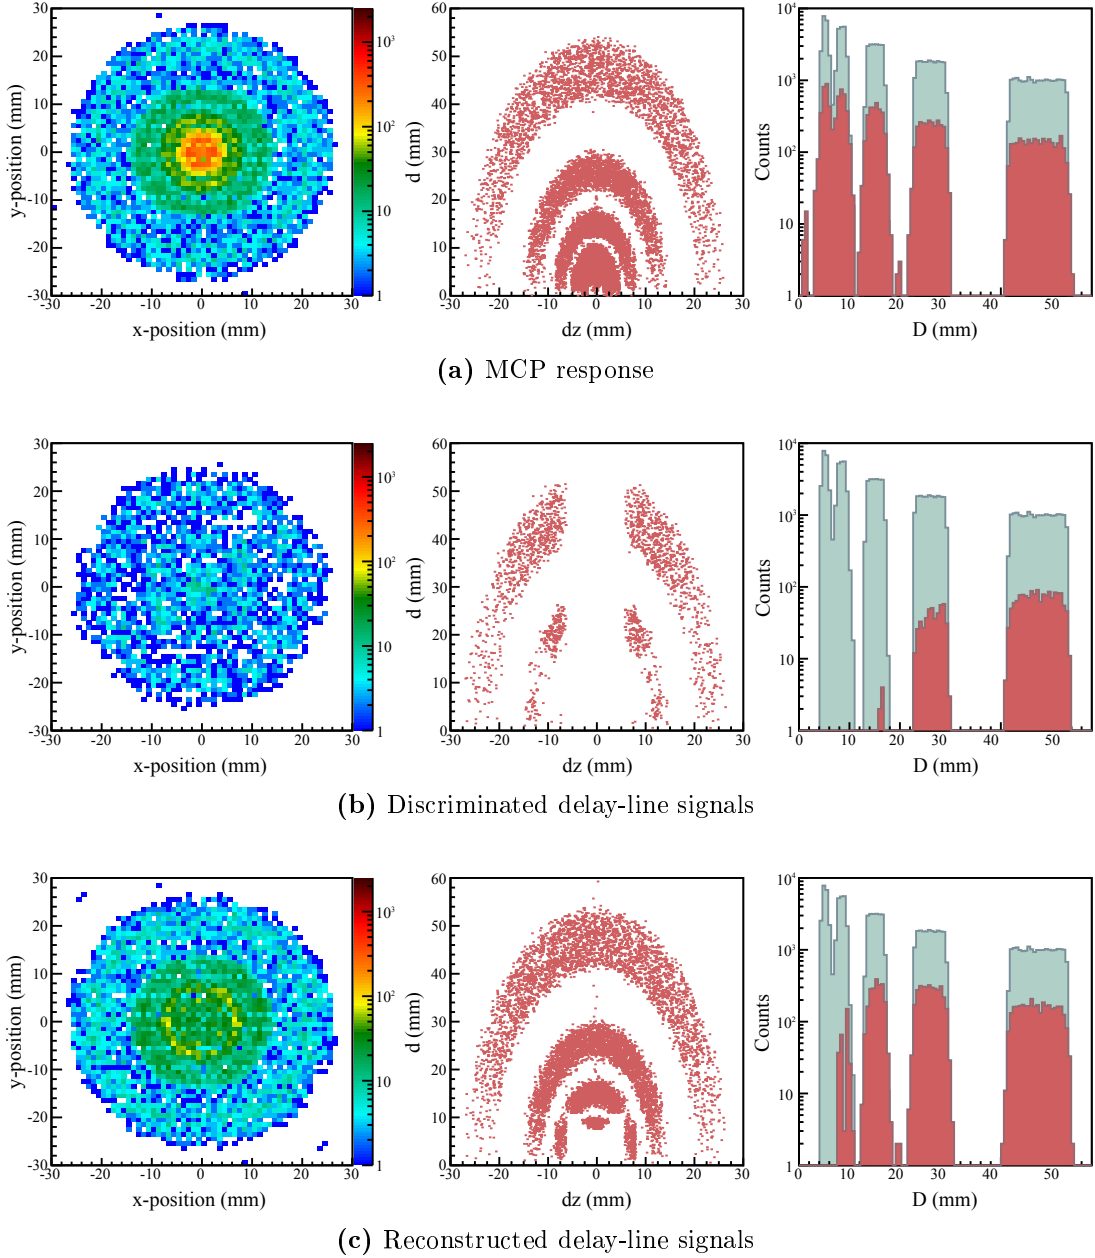 30
20
10
0
-10
-20
-30
-30 -20 -10 0 10 20 30
y-position (mm)
x-position (mm)
10³
10²
10
1
60
50
40
30
20
10
0
-30 -20 -10 0 10 20 30
d (mm)
dz (mm)
10⁴
10³
10²
10
1
0 10 20 30 40 50
Counts
D (mm)
(a) MCP response
30
20
10
0
-10
-20
-30
-30 -20 -10 0 10 20 30
y-position (mm)
x-position (mm)
10³
10²
10
1
60
50
40
30
20
10
0
-30 -20 -10 0 10 20 30
d (mm)
dz (mm)
10⁴
10³
10²
10
1
0 10 20 30 40 50
Counts
D (mm)
(b) Discriminated delay-line signals
30
20
10
0
-10
-20
-30
-30 -20 -10 0 10 20 30
y-position (mm)
x-position (mm)
10³
10²
10
1
60
50
40
30
20
10
0
-30 -20 -10 0 10 20 30
d (mm)
dz (mm)
10⁴
10³
10²
10
1
0 10 20 30 40 50
Counts
D (mm)
(c) Reconstructed delay-line signals